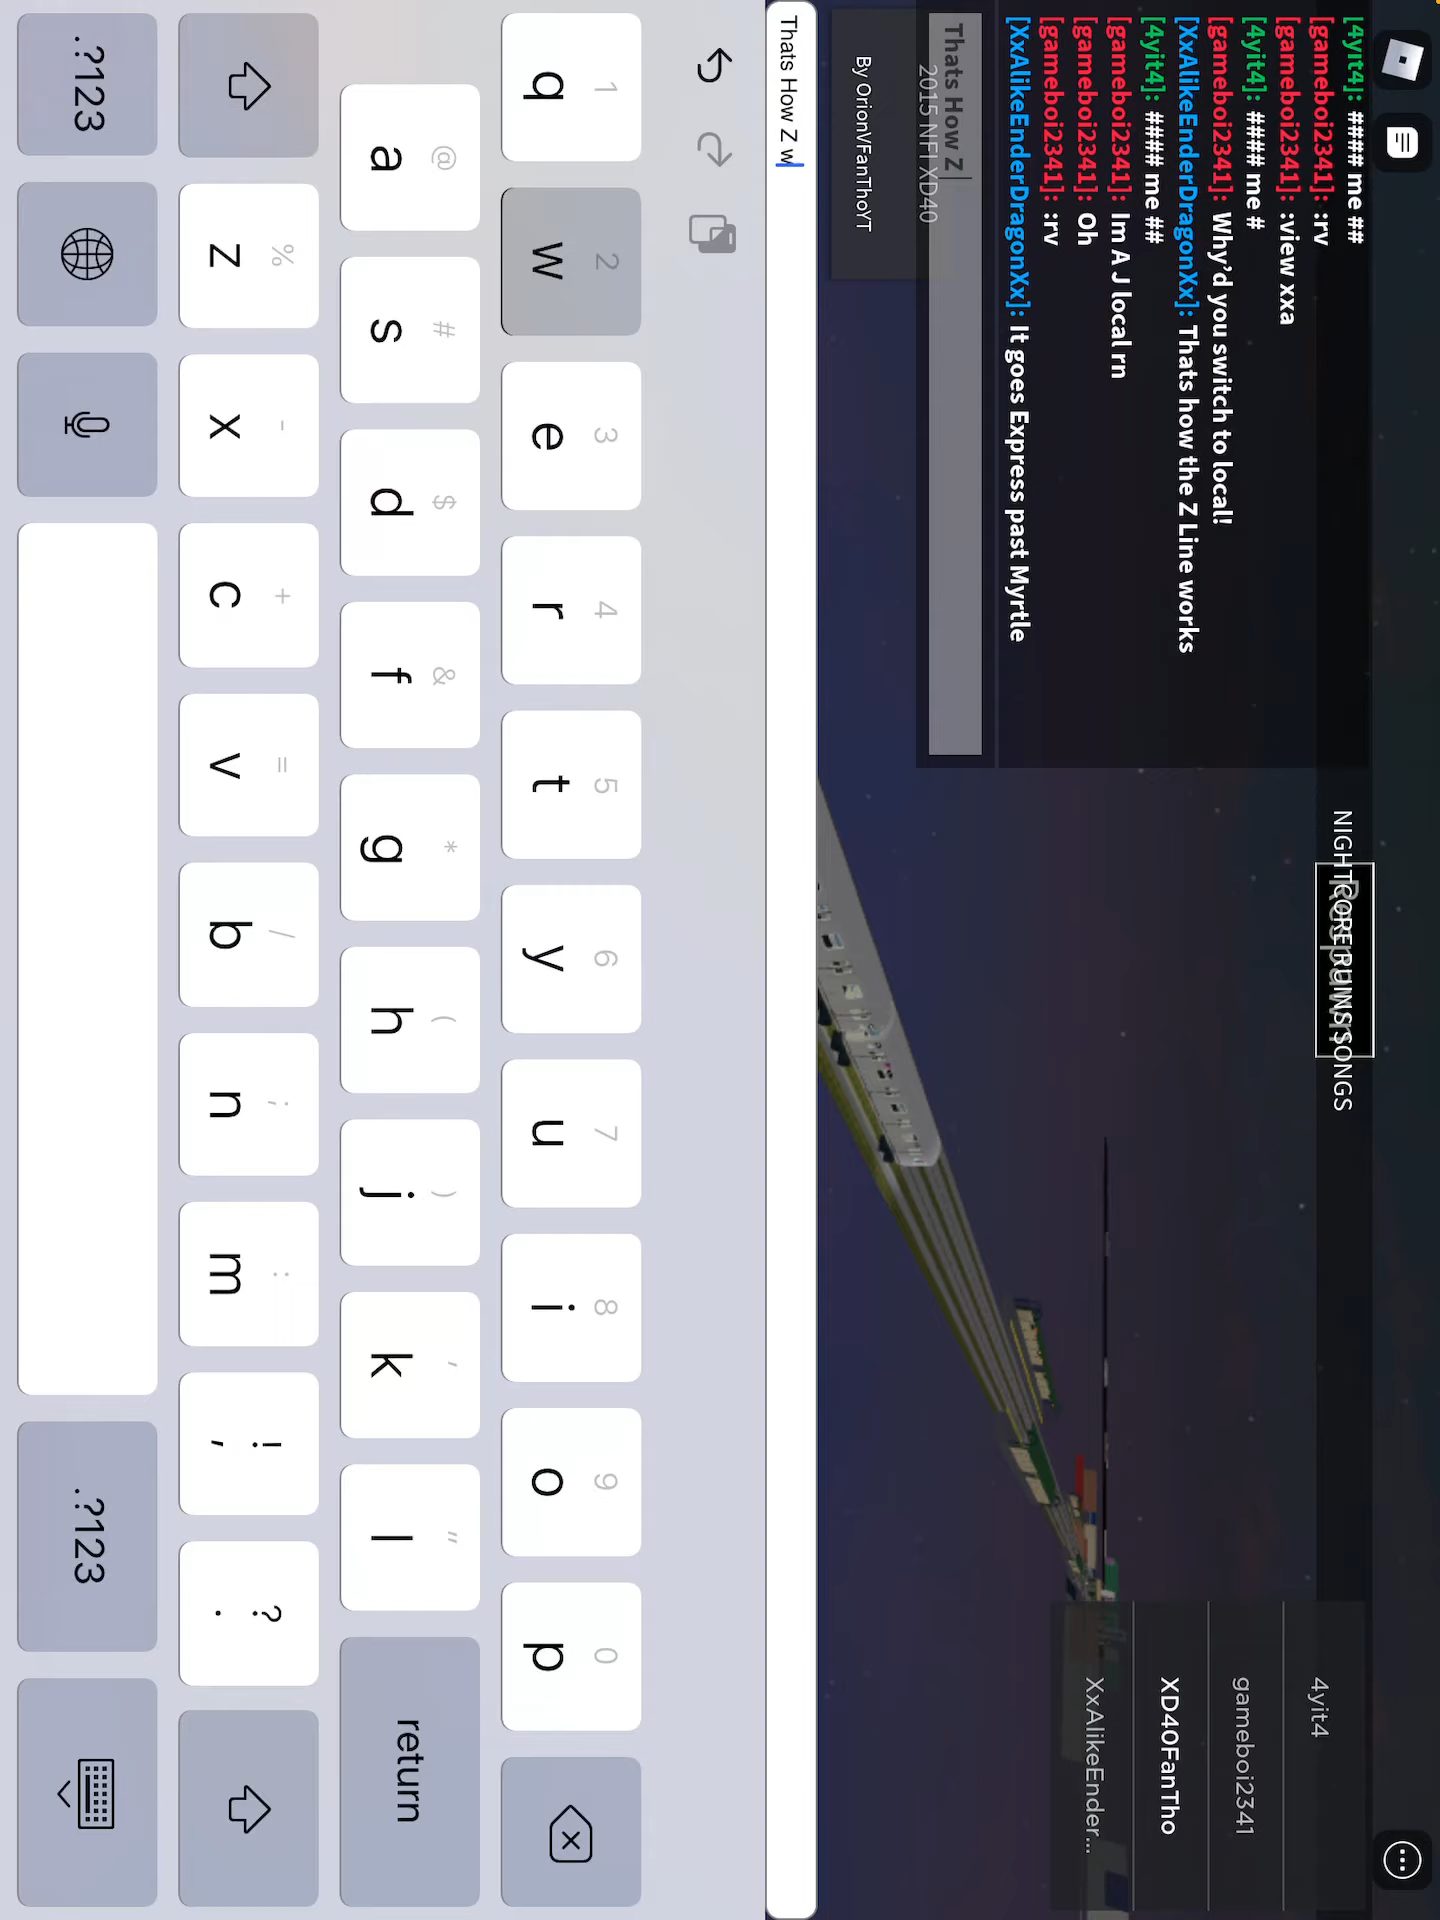 [4yit4]: #### me ##
[gameboi2341]: :rv
[gameboi2341]: :view xxa
[4yit4]: #### me #
[gameboi2341]: Why'd you switch to local!
[XxAlikeEnderDragonXx]: Thats how the Z Line works
[4yit4]: #### me ##
[gameboi2341]: Im A J local rn
[gameboi2341]: Oh
[gameboi2341]: :rv
[XxAlikeEnderDragonXx]: It goes Express past Myrtle
Thats How Z
2015 NFI XD40
By OrionVFanThoYT
NIGHTCORE RUINS SONGS
Respawn
4yit4
gameboi2341
XD40FanTho
XxAlikeEnder...
Thats How Z w
1 2 3 4 5 6 7 8 9 0
q w e r t y u i o p
@ # $ & * ( ) ' "
a s d f g h j k l return
% - + = / ; : ! ?
z x c v b n m , .
.?123 .?123